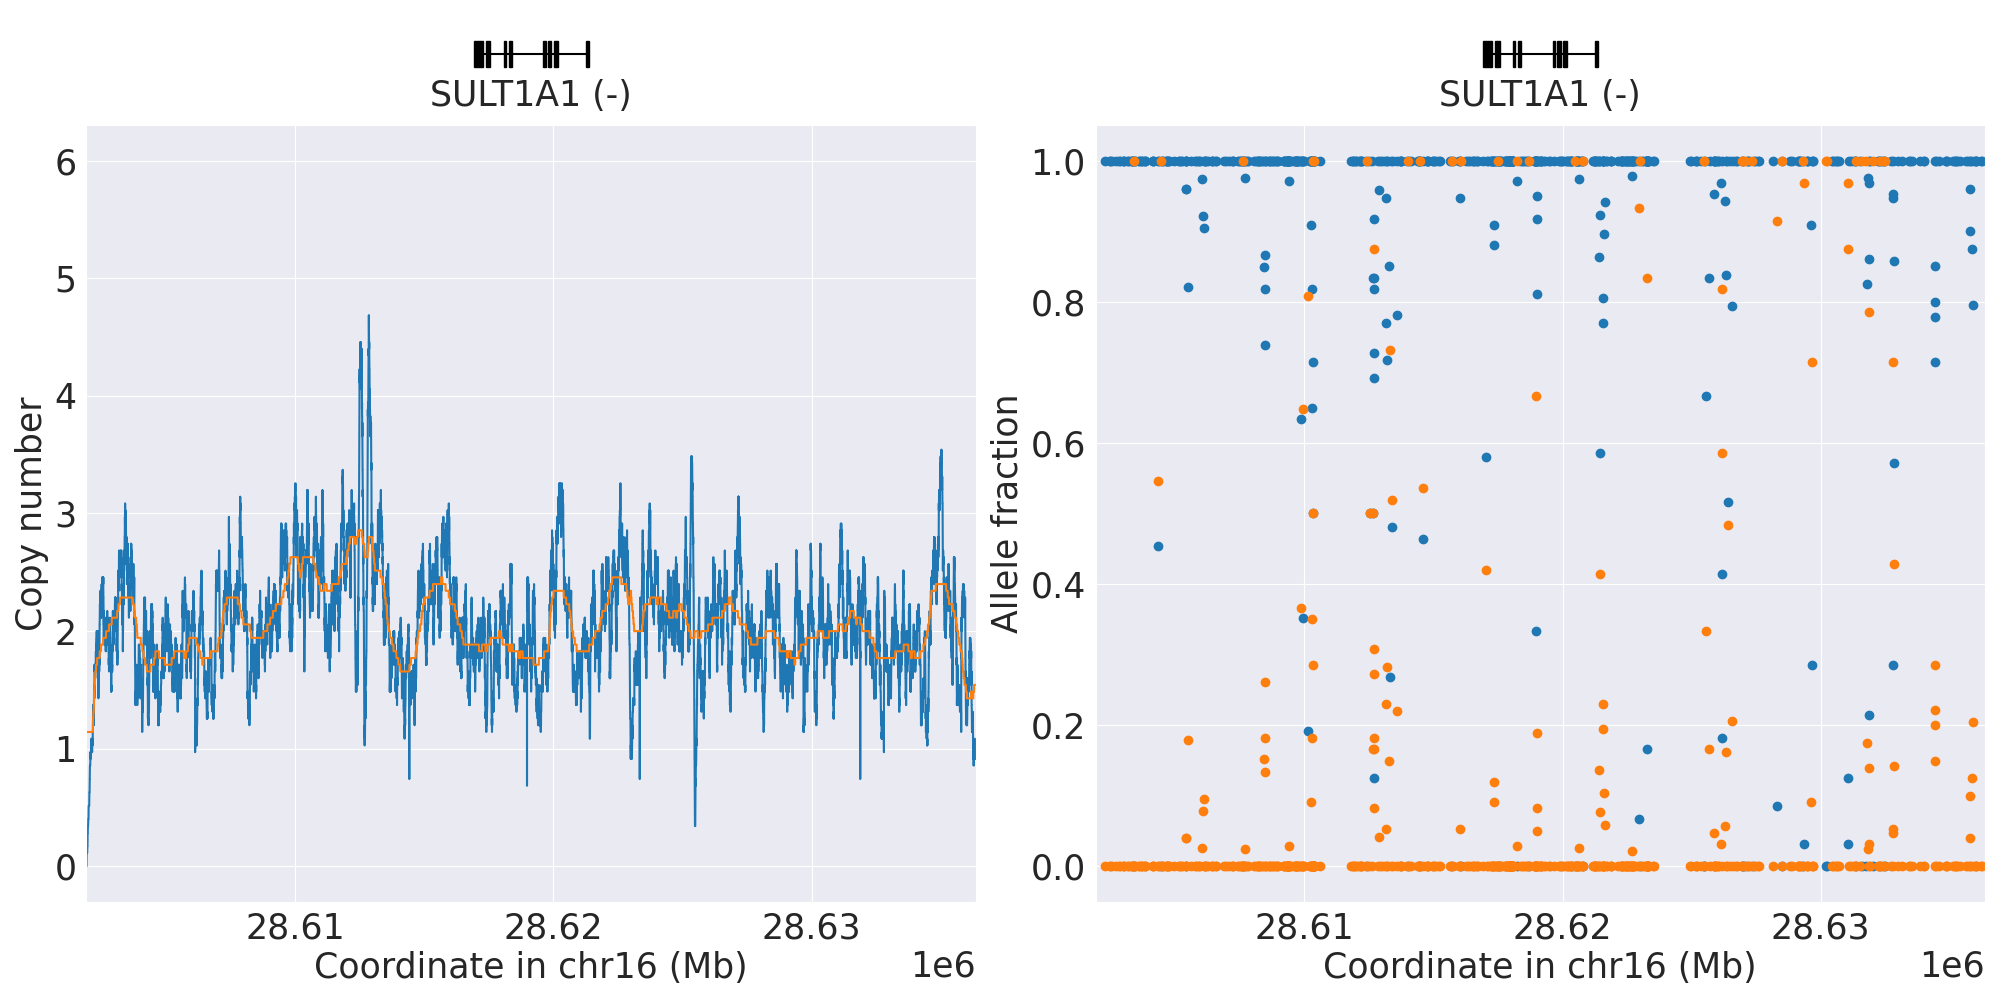 SULT1A1 (-)
6
5
4
3
2
1
0
Copy number
28.61
28.62
28.63
Coordinate in chr16 (Mb)
1e6
SULT1A1 (-)
1.0
0.8
0.6
0.4
0.2
0.0
Allele fraction
28.61
28.62
28.63
Coordinate in chr16 (Mb)
1e6